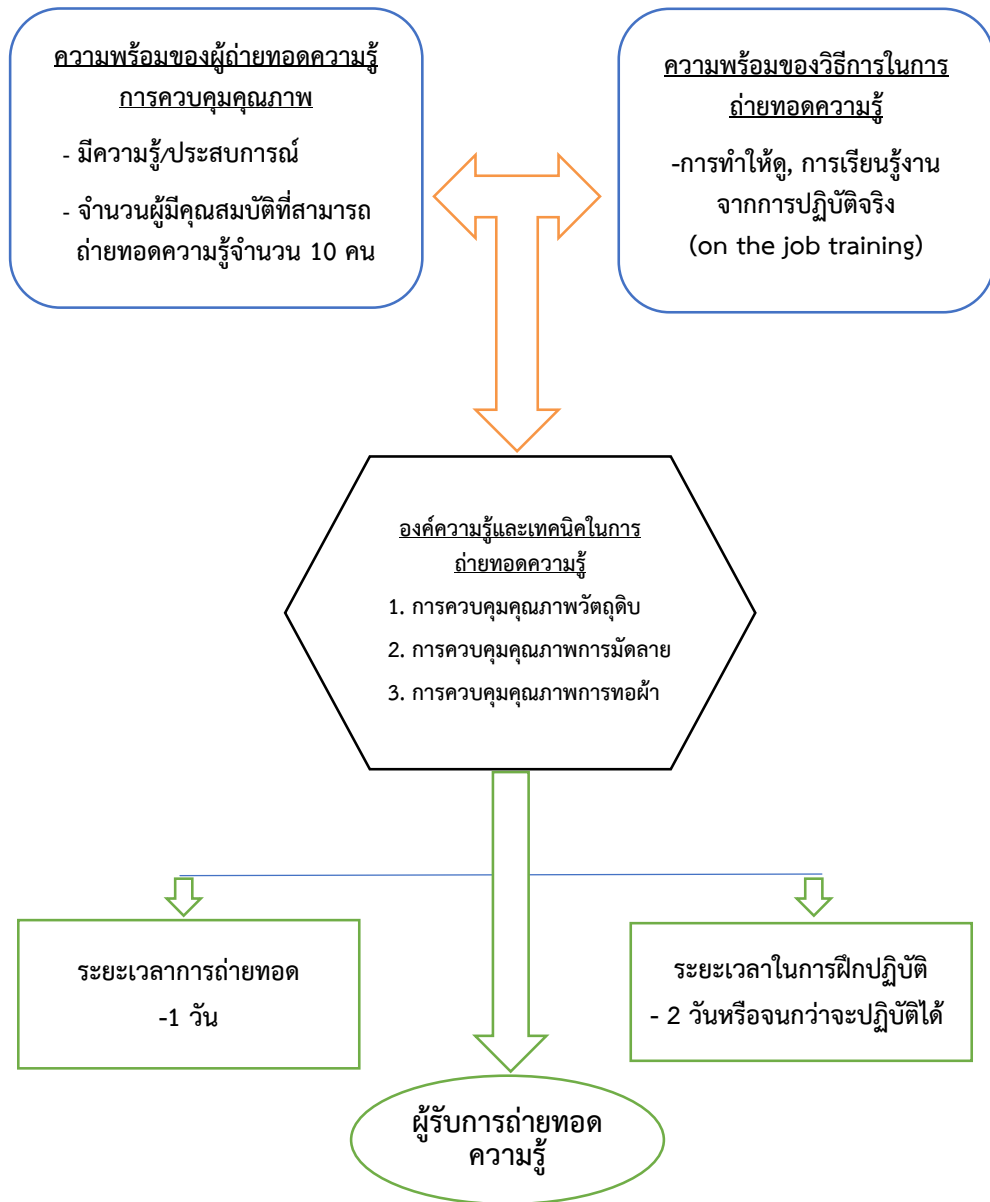 ความพร้อมของผู้ถ่ายทอดความรู้
การควบคุมคุณภาพ
- มีความรู้/ประสบการณ์
- จำนวนผู้มีคุณสมบัติที่สามารถ
ถ่ายทอดความรู้จำนวน 10 คน
ความพร้อมของวิธีการในการ
ถ่ายทอดความรู้
-การทำให้ดู, การเรียนรู้งาน
จากการปฏิบัติจริง
(on the job training)
องค์ความรู้และเทคนิคในการ
ถ่ายทอดความรู้
1. การควบคุมคุณภาพวัตถุดิบ
2. การควบคุมคุณภาพการมัดลาย
3. การควบคุมคุณภาพการทอผ้า
ระยะเวลาการถ่ายทอด
-1 วัน
ระยะเวลาในการฝึกปฏิบัติ
- 2 วันหรือจนกว่าจะปฏิบัติได้
ผู้รับการถ่ายทอด
ความรู้